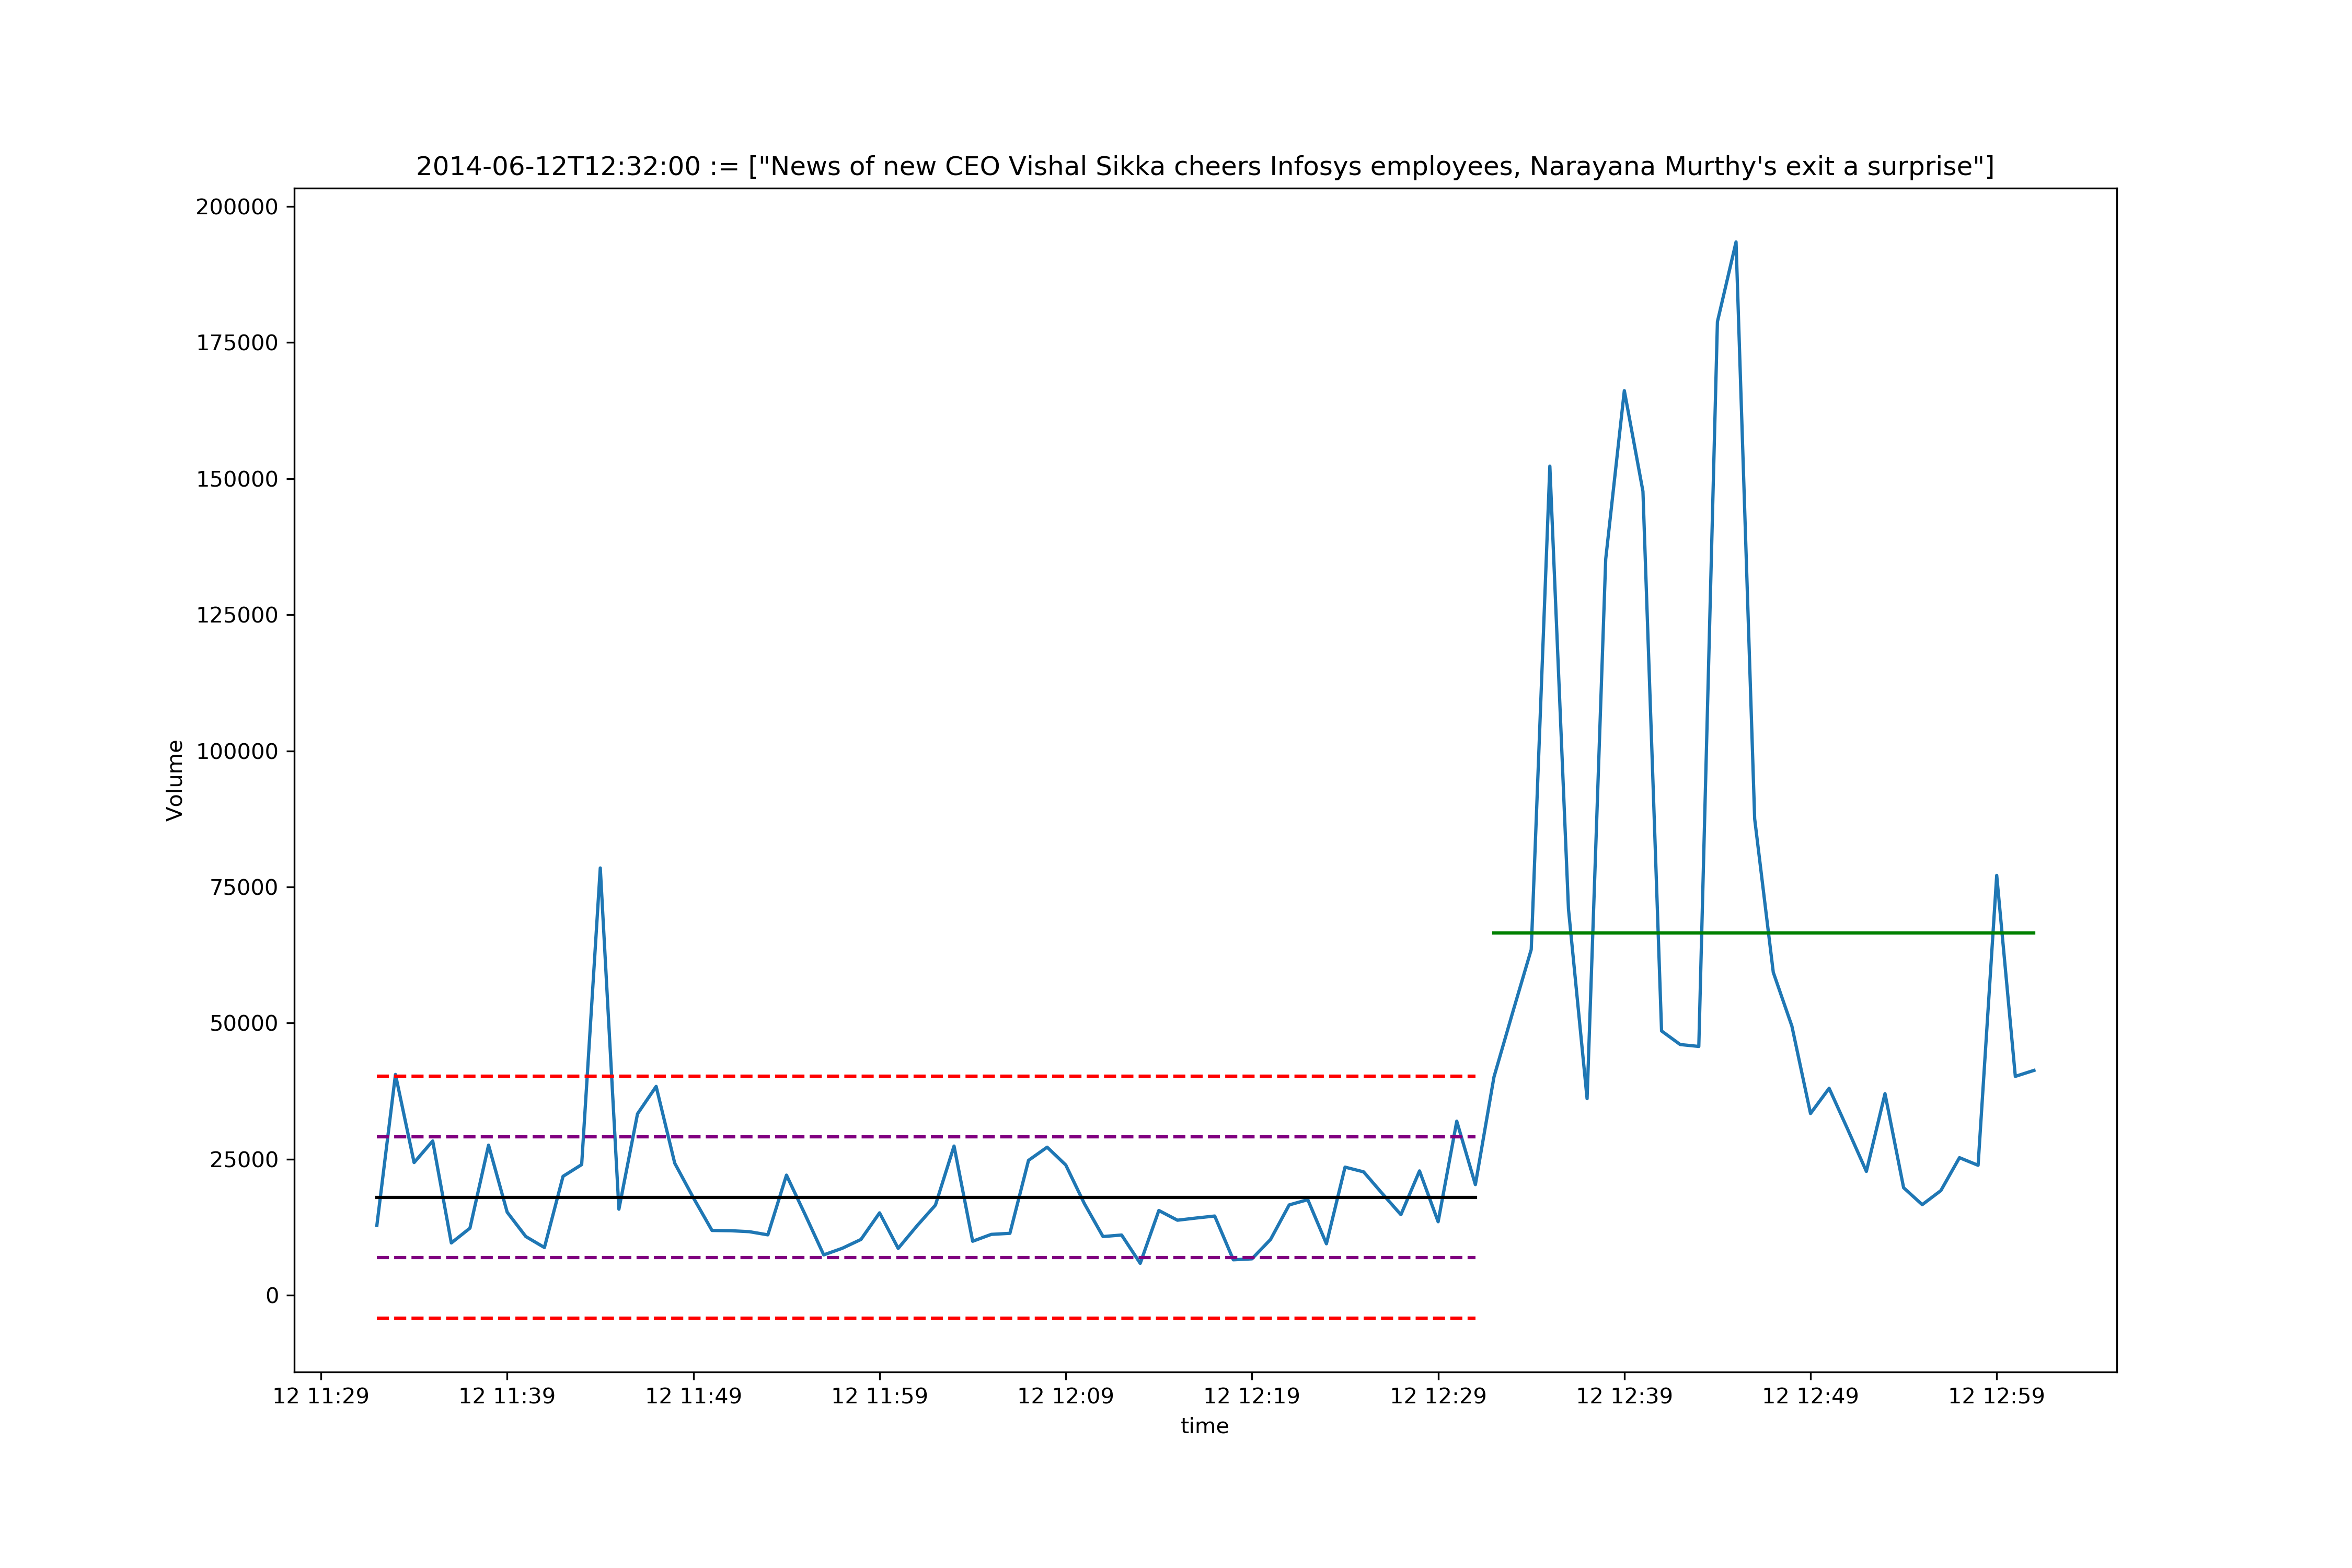 2014-06-12T12:32:00 := ["News of new CEO Vishal Sikka cheers Infosys employees, Narayana Murthy's exit a surprise"]
200000
175000
150000
125000
100000
75000
50000
25000
0
Volume
12 11:29 12 11:39 12 11:49 12 11:59 12 12:09 12 12:19 12 12:29 12 12:39 12 12:49 12 12:59
time